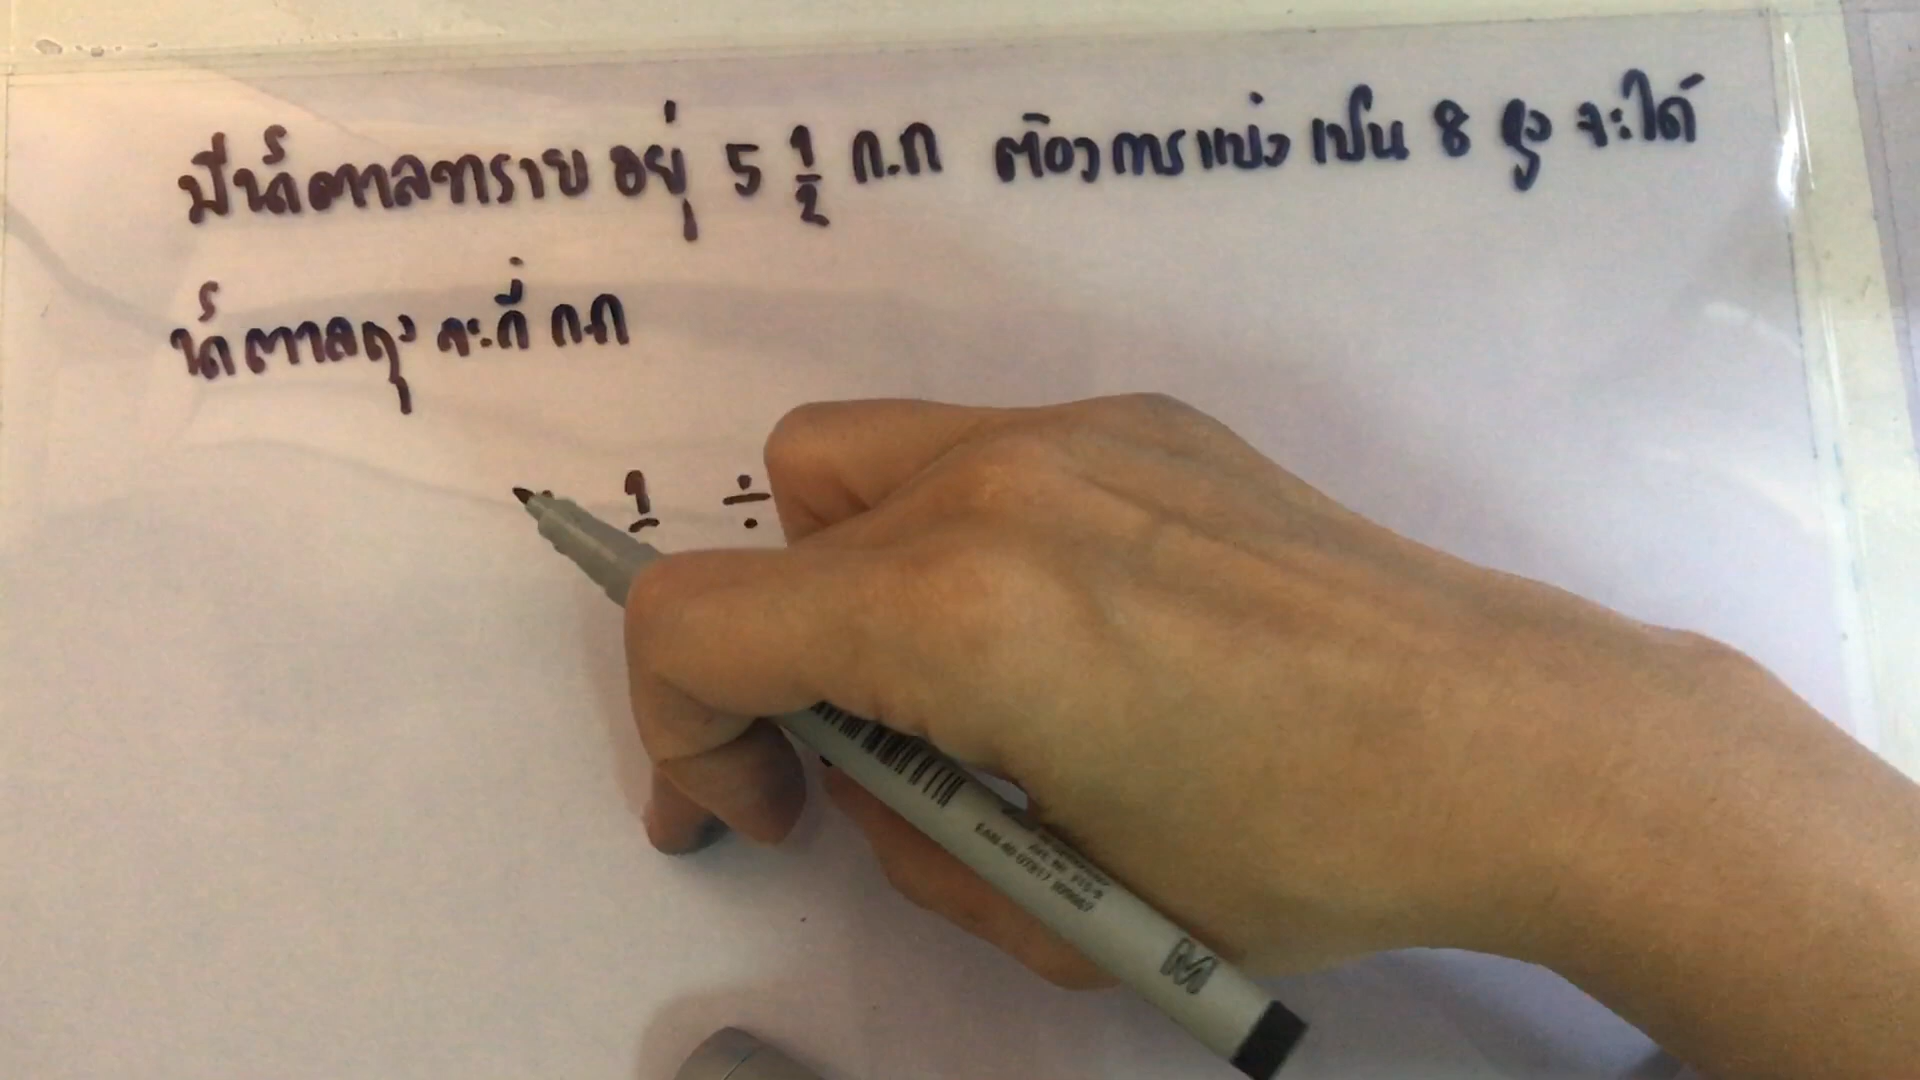 มีน้ำตาลทราย อยู่ 5 1/2 ก.ก ต้องการแบ่ง เป็น 8 ถุง จะได้
น้ำตาลถุง ละกี่ ก.ก
1 ÷
M